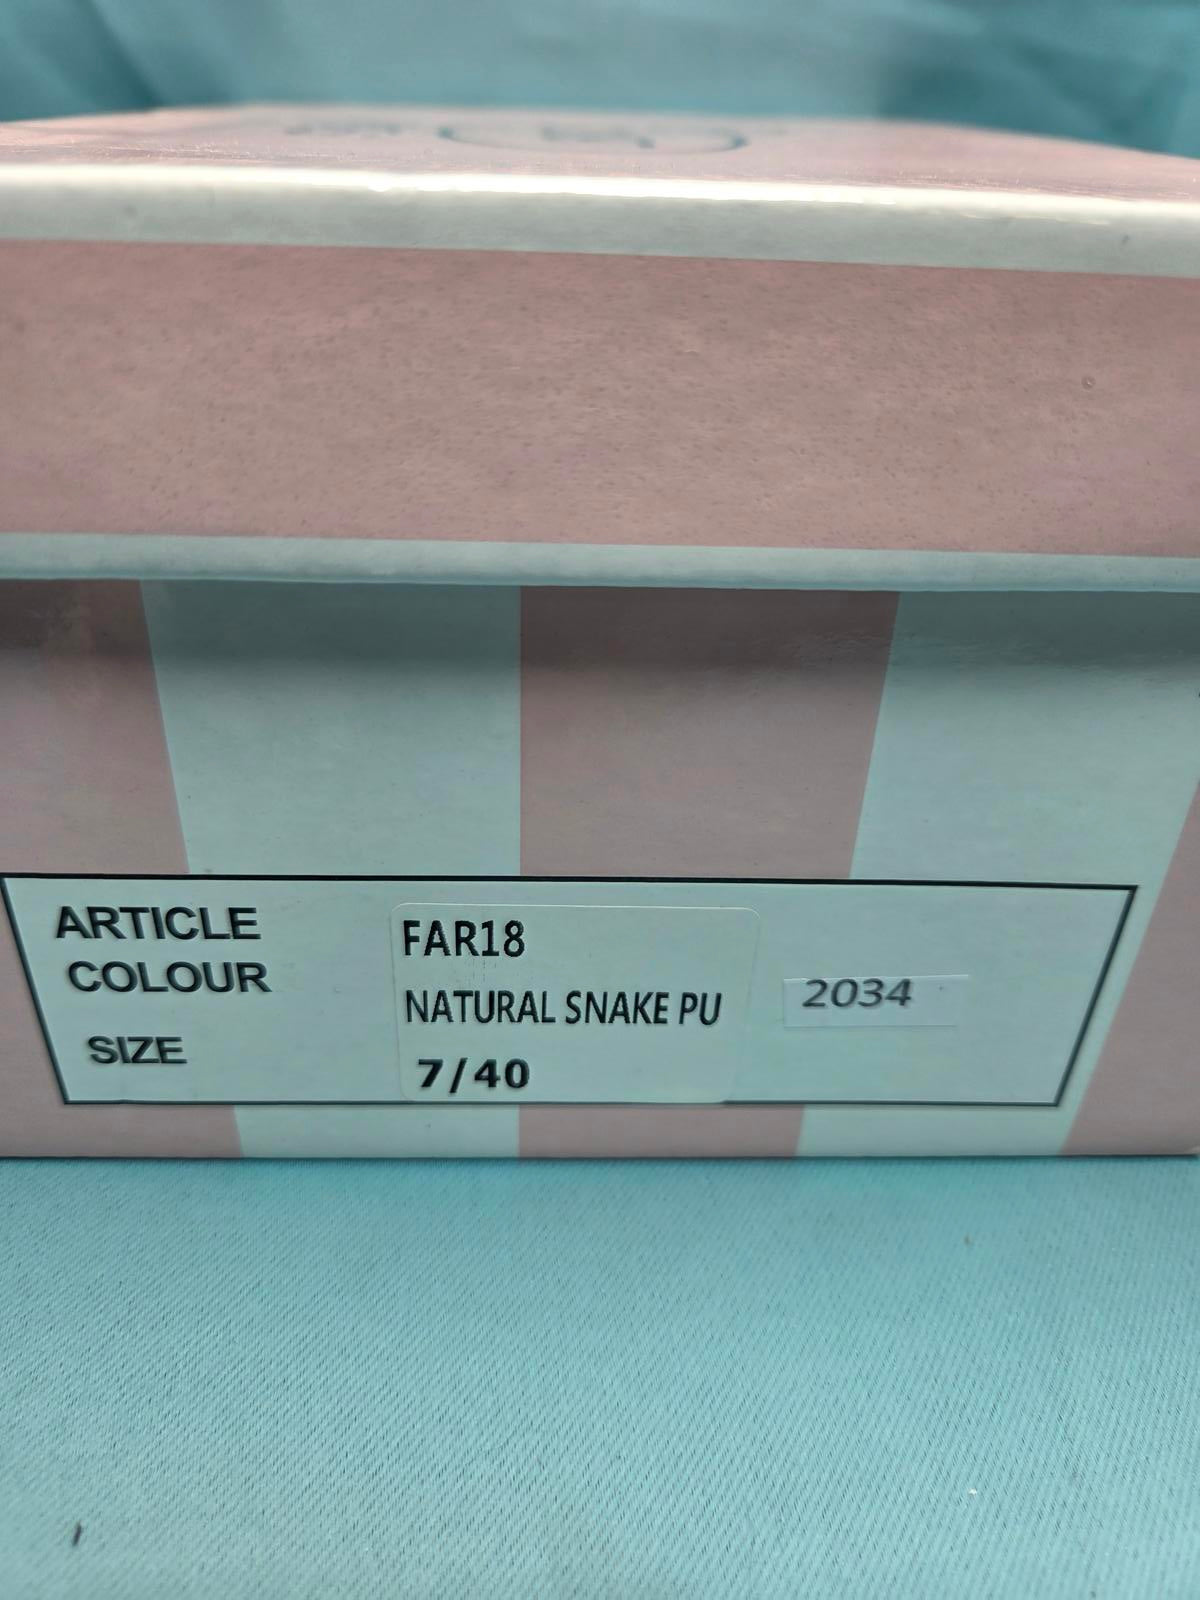 ARTICLE FAR18
COLOUR NATURAL SNAKE PU 2034
SIZE 7/40